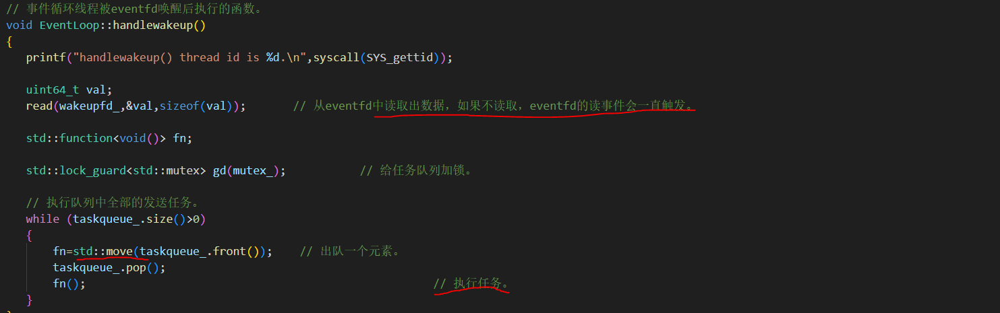 // 事件循环线程被eventfd唤醒后执行的函数。
void EventLoop::handlewakeup()
{
printf("handlewakeup() thread id is %d.\n",syscall(SYS_gettid));
uint64_t val;
read(wakeupfd_,&val,sizeof(val)); // 从eventfd中读取出数据，如果不读取，eventfd的读事件会一直触发。
std::function<void()> fn;
std::lock_guard<std::mutex> gd(mutex_); // 给任务队列加锁。
// 执行队列中全部的发送任务。
while (taskqueue_.size()>0)
{
fn=std::move(taskqueue_.front()); // 出队一个元素。
taskqueue_.pop();
fn(); // 执行任务。
}